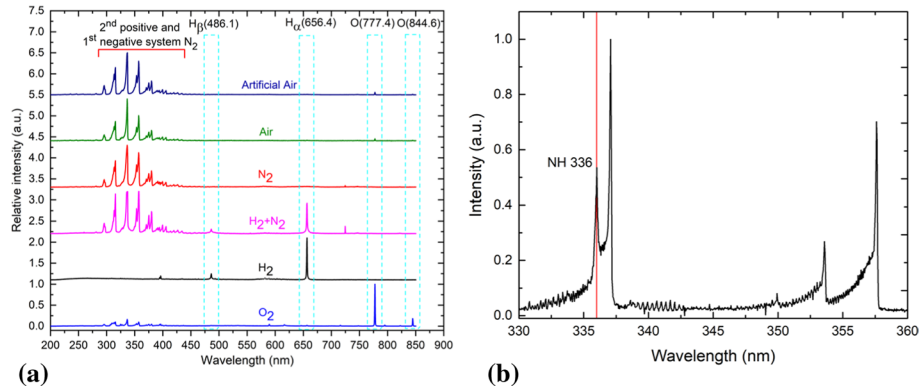 2nd positive and
1st negative system N2
Hβ(486.1)
Hα(656.4)
O(777.4)
O(844.6)
7.0
6.5
6.0
5.5
5.0
4.5
4.0
3.5
3.0
2.5
2.0
1.5
1.0
0.5
0.0
Relative intensity (a.u.)
Artificial Air
Air
N2
H2+N2
H2
O2
200 250 300 350 400 450 500 550 600 650 700 750 800 850 900
Wavelength (nm)
(a)
1.0
0.8
0.6
0.4
0.2
0.0
Intensity (a.u.)
NH 336
330 335 340 345 350 355 360
Wavelength (nm)
(b)